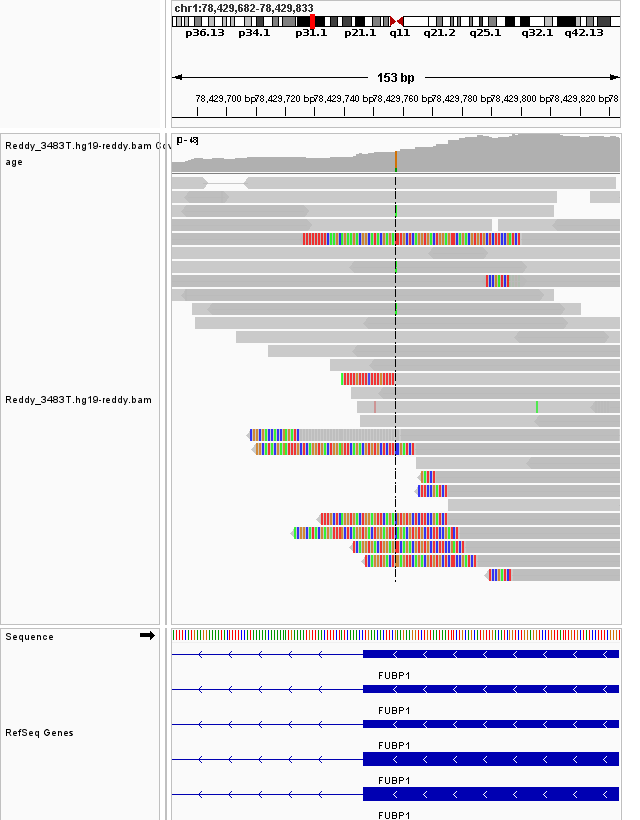 chr1:78,429,682-78,429,833
p36.13 p34.1 p31.1 p21.1 q11 q21.2 q25.1 q32.1 q42.13
153 bp
78,429,700 bp 78,429,720 bp 78,429,740 bp 78,429,760 bp 78,429,780 bp 78,429,800 bp 78,429,820 bp 78
Reddy_3483T.hg19-reddy.bam Cov
age
Reddy_3483T.hg19-reddy.bam
Sequence
FUBP1
FUBP1
RefSeq Genes
FUBP1
FUBP1
FUBP1